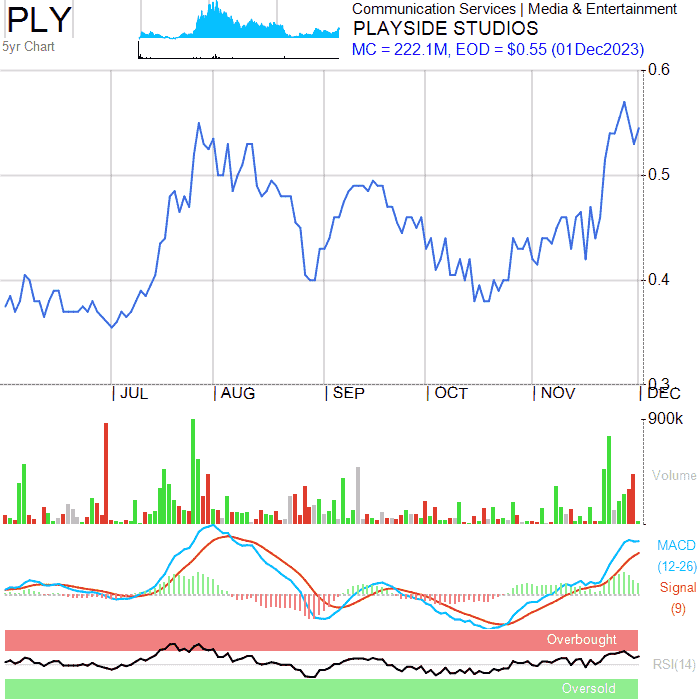 PLY
5yr Chart
Communication Services | Media & Entertainment
PLAYSIDE STUDIOS
MC = 222.1M, EOD = $0.55 (01Dec2023)
0.6
0.5
0.4
0.3
| JUL | AUG | SEP | OCT | NOV | DEC
900k
Volume
MACD
(12-26)
Signal
(9)
Overbought
RSI(14)
Oversold